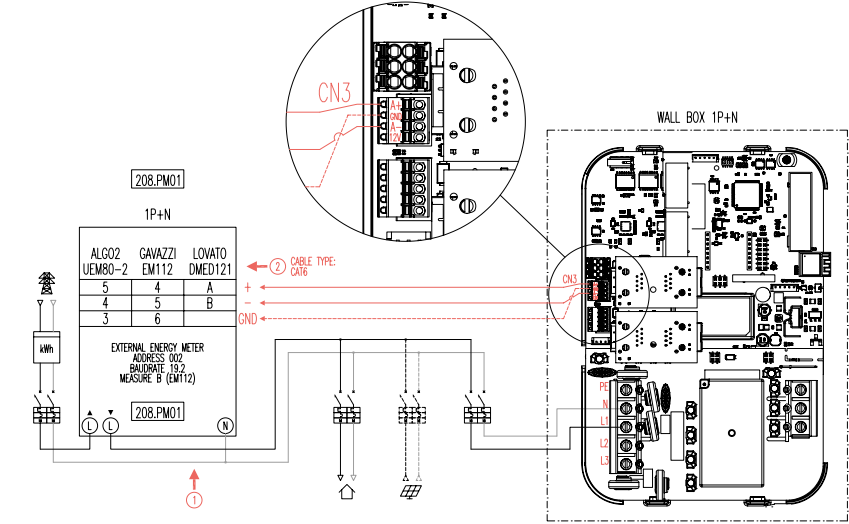 CN3
A+
GND
A-
12V
WALL BOX 1P+N
208.PM01
1P+N
ALGO2 GAVAZZI LOVATO
UEM80-2 EM112 DMED121
5 4 A
4 5 B
3 6
+
-
GND
2 CABLE TYPE:
CAT6
CN3
kWh
EXTERNAL ENERGY METER
ADDRESS 002
BAUDRATE 19.2
MEASURE B (EM112)
208.PM01
L L N
1
PE
N
L1
L2
L3